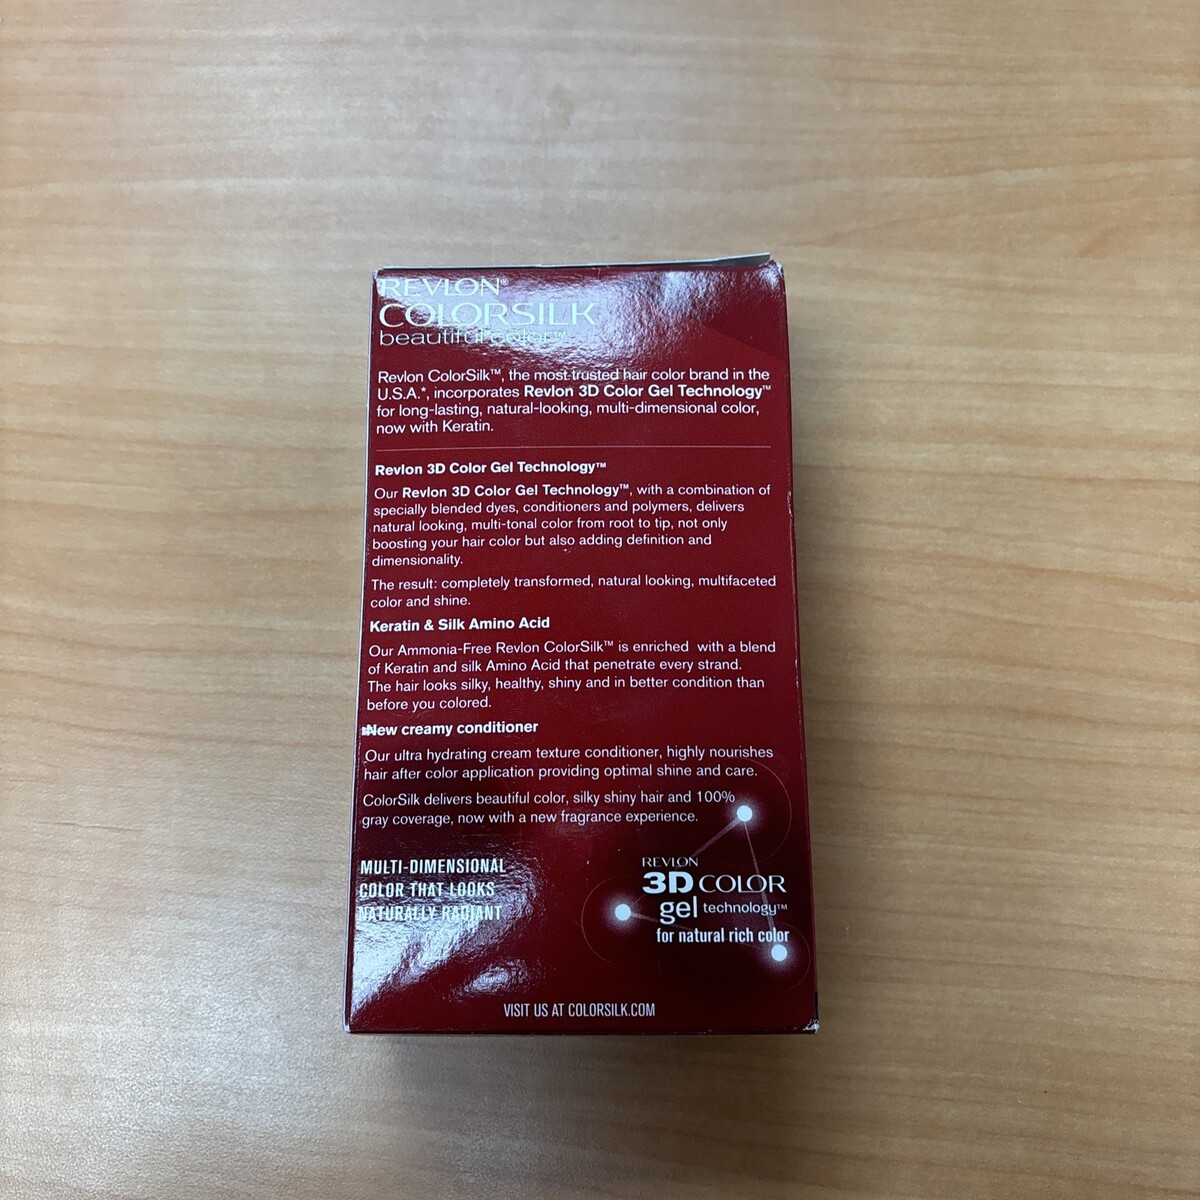 REVLON®
COLORSILK
beautiful color™
Revlon ColorSilk™, the most trusted hair color brand in the
U.S.A.*, incorporates Revlon 3D Color Gel Technology™
for long-lasting, natural-looking, multi-dimensional color,
now with Keratin.
Revlon 3D Color Gel Technology™
Our Revlon 3D Color Gel Technology™, with a combination of
specially blended dyes, conditioners and polymers, delivers
natural looking, multi-tonal color from root to tip, not only
boosting your hair color but also adding definition and
dimensionality.
The result: completely transformed, natural looking, multifaceted
color and shine.
Keratin & Silk Amino Acid
Our Ammonia-Free Revlon ColorSilk™ is enriched with a blend
of Keratin and silk Amino Acid that penetrate every strand.
The hair looks silky, healthy, shiny and in better condition than
before you colored.
New creamy conditioner
Our ultra hydrating cream texture conditioner, highly nourishes
hair after color application providing optimal shine and care.
ColorSilk delivers beautiful color, silky shiny hair and 100%
gray coverage, now with a new fragrance experience.
MULTI-DIMENSIONAL
COLOR THAT LOOKS
NATURALLY RADIANT
REVLON
3D COLOR
gel technology™
for natural rich color
VISIT US AT COLORSILK.COM